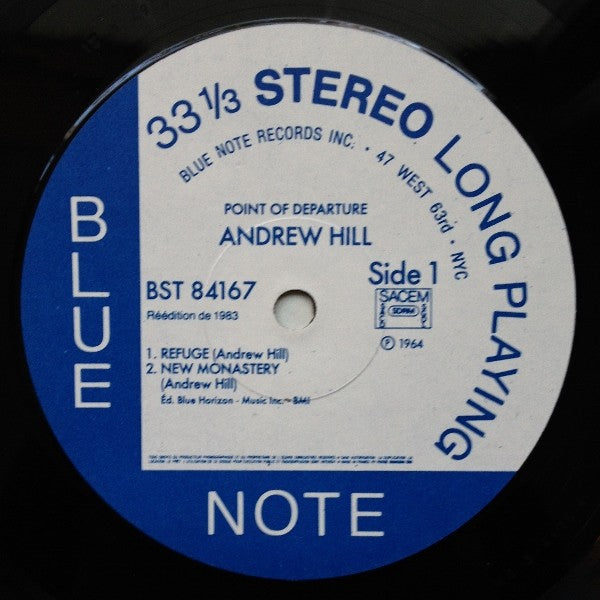 33 1/3 STEREO LONG PLAYING
BLUE NOTE RECORDS INC. • 47 WEST 63rd • NYC
POINT OF DEPARTURE
ANDREW HILL
BST 84167
Side 1
Réédition de 1983
SACEM
SDRM
℗ 1964
1. REFUGE (Andrew Hill)
2. NEW MONASTERY
(Andrew Hill)
Éd. Blue Horizon - Music Inc. - BMI
BLUE
NOTE